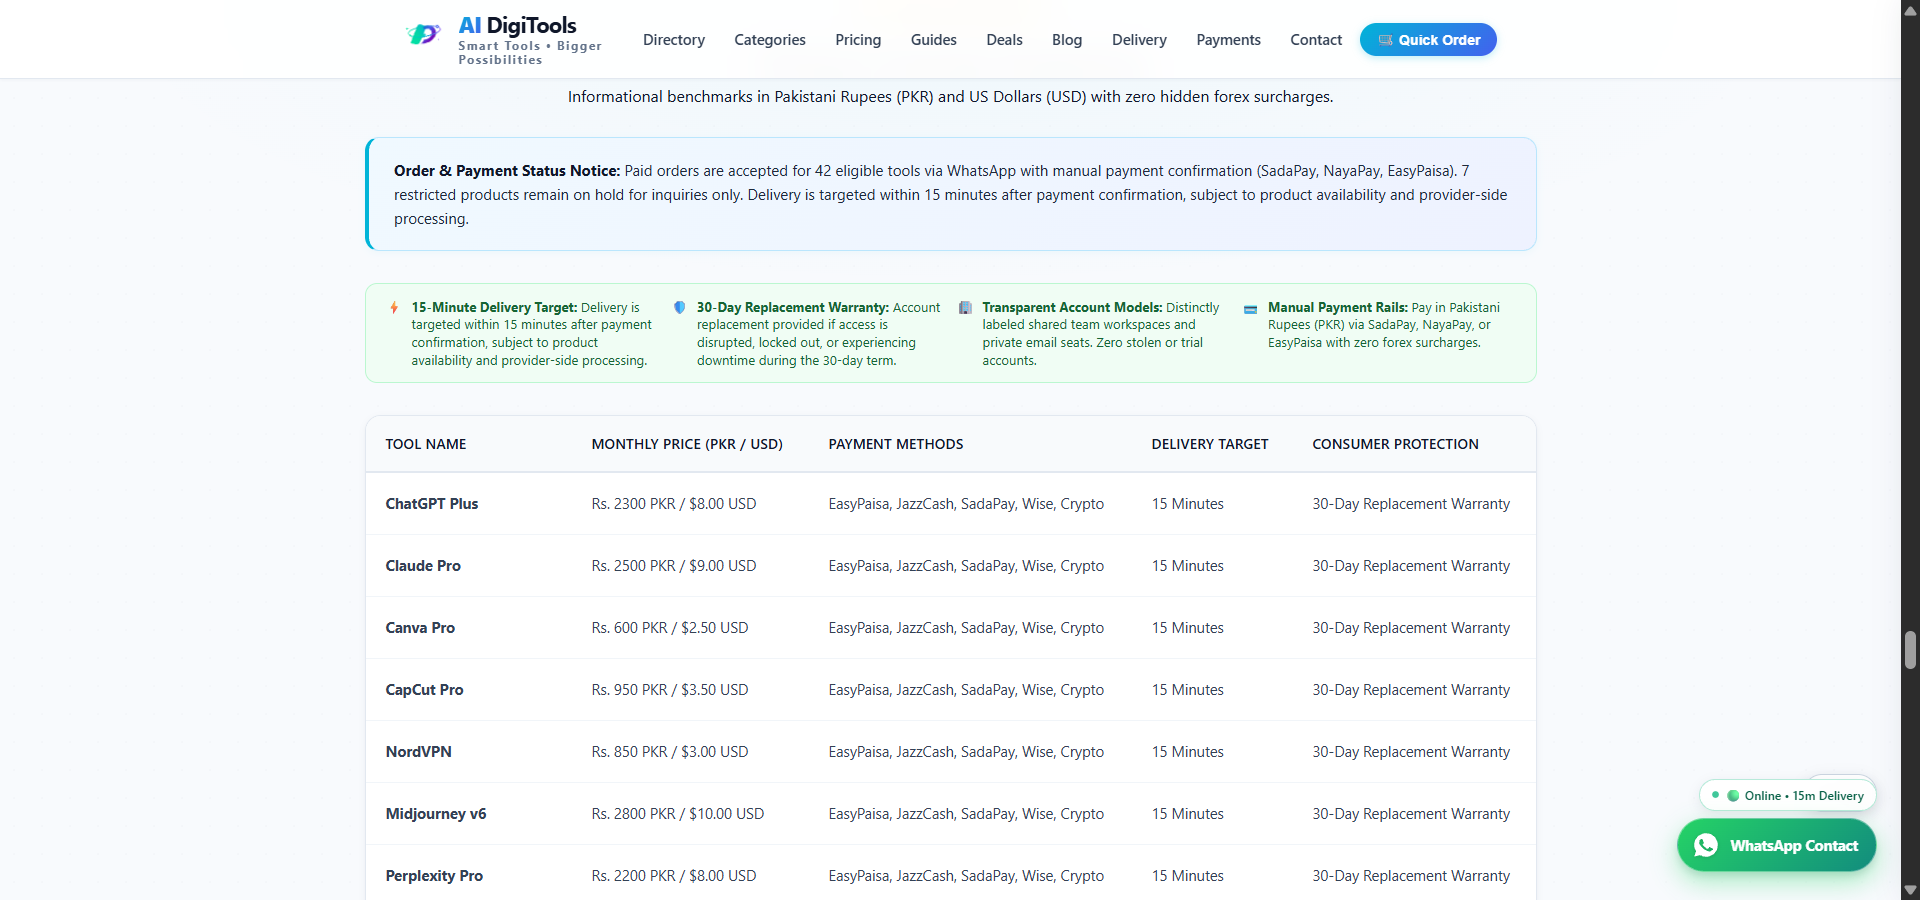 AI DigiTools
Smart Tools • Bigger
Possibilities
Directory
Categories
Pricing
Guides
Deals
Blog
Delivery
Payments
Contact
Quick Order
Informational benchmarks in Pakistani Rupees (PKR) and US Dollars (USD) with zero hidden forex surcharges.
Order & Payment Status Notice: Paid orders are accepted for 42 eligible tools via WhatsApp with manual payment confirmation (SadaPay, NayaPay, EasyPaisa). 7
restricted products remain on hold for inquiries only. Delivery is targeted within 15 minutes after payment confirmation, subject to product availability and provider-side
processing.
15-Minute Delivery Target: Delivery is
targeted within 15 minutes after payment
confirmation, subject to product
availability and provider-side processing.
30-Day Replacement Warranty: Account
replacement provided if access is
disrupted, locked out, or experiencing
downtime during the 30-day term.
Transparent Account Models: Distinctly
labeled shared team workspaces and
private email seats. Zero stolen or trial
accounts.
Manual Payment Rails: Pay in Pakistani
Rupees (PKR) via SadaPay, NayaPay, or
EasyPaisa with zero forex surcharges.
TOOL NAME MONTHLY PRICE (PKR / USD) PAYMENT METHODS DELIVERY TARGET CONSUMER PROTECTION
ChatGPT Plus Rs. 2300 PKR / $8.00 USD EasyPaisa, JazzCash, SadaPay, Wise, Crypto 15 Minutes 30-Day Replacement Warranty
Claude Pro Rs. 2500 PKR / $9.00 USD EasyPaisa, JazzCash, SadaPay, Wise, Crypto 15 Minutes 30-Day Replacement Warranty
Canva Pro Rs. 600 PKR / $2.50 USD EasyPaisa, JazzCash, SadaPay, Wise, Crypto 15 Minutes 30-Day Replacement Warranty
CapCut Pro Rs. 950 PKR / $3.50 USD EasyPaisa, JazzCash, SadaPay, Wise, Crypto 15 Minutes 30-Day Replacement Warranty
NordVPN Rs. 850 PKR / $3.00 USD EasyPaisa, JazzCash, SadaPay, Wise, Crypto 15 Minutes 30-Day Replacement Warranty
Midjourney v6 Rs. 2800 PKR / $10.00 USD EasyPaisa, JazzCash, SadaPay, Wise, Crypto 15 Minutes 30-Day Replacement Warranty
Perplexity Pro Rs. 2200 PKR / $8.00 USD EasyPaisa, JazzCash, SadaPay, Wise, Crypto 15 Minutes 30-Day Replacement Warranty
Online • 15m Delivery
WhatsApp Contact